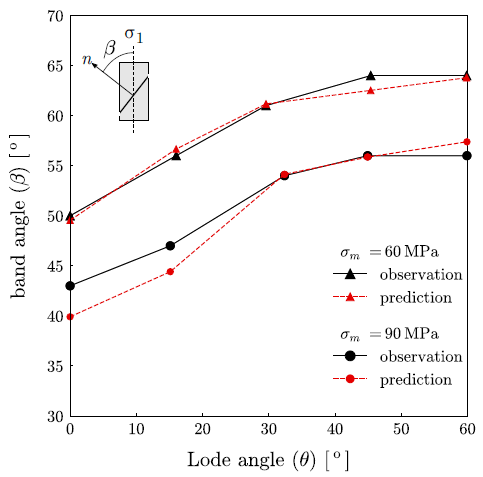 70
65
60
55
50
45
40
35
30
band angle (β) [ᵒ]
σ1
β
n
σm = 60 MPa
observation
prediction
σm = 90 MPa
observation
prediction
0 10 20 30 40 50 60
Lode angle (θ) [ᵒ]